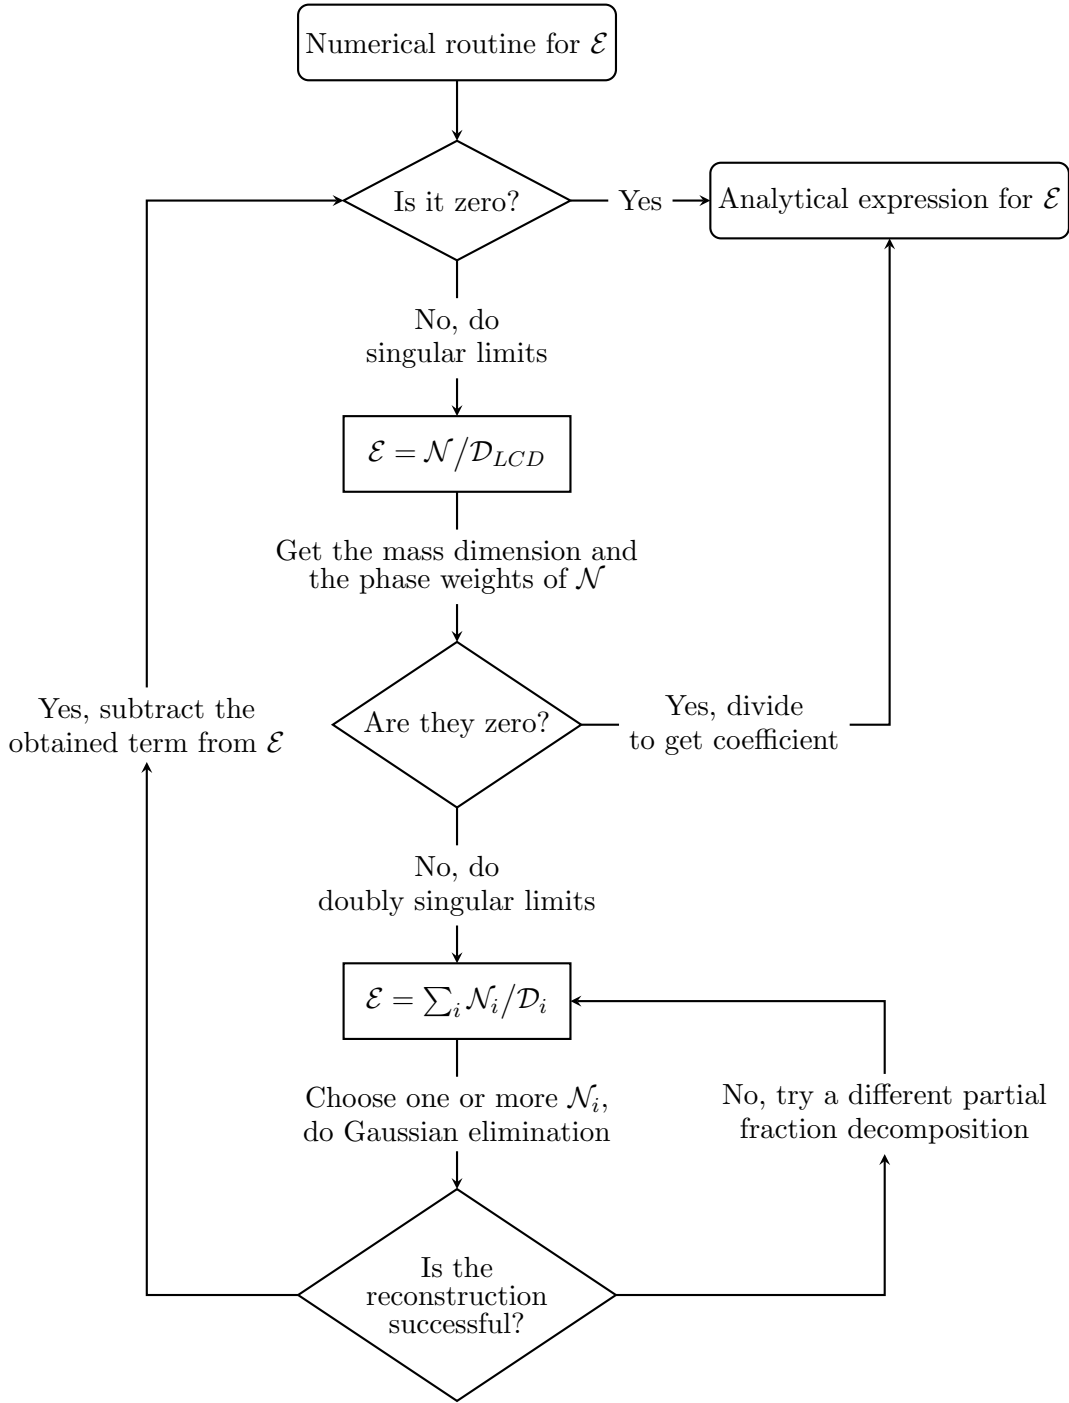 Numerical routine for ℰ
Is it zero?
Yes
Analytical expression for ℰ
No, do
singular limits
ℰ = 𝒩/𝒟_{LCD}
Get the mass dimension and
the phase weights of 𝒩
Are they zero?
Yes, divide
to get coefficient
Yes, subtract the
obtained term from ℰ
No, do
doubly singular limits
ℰ = ∑_i 𝒩_i/𝒟_i
Choose one or more 𝒩_i,
do Gaussian elimination
No, try a different partial
fraction decomposition
Is the
reconstruction
successful?